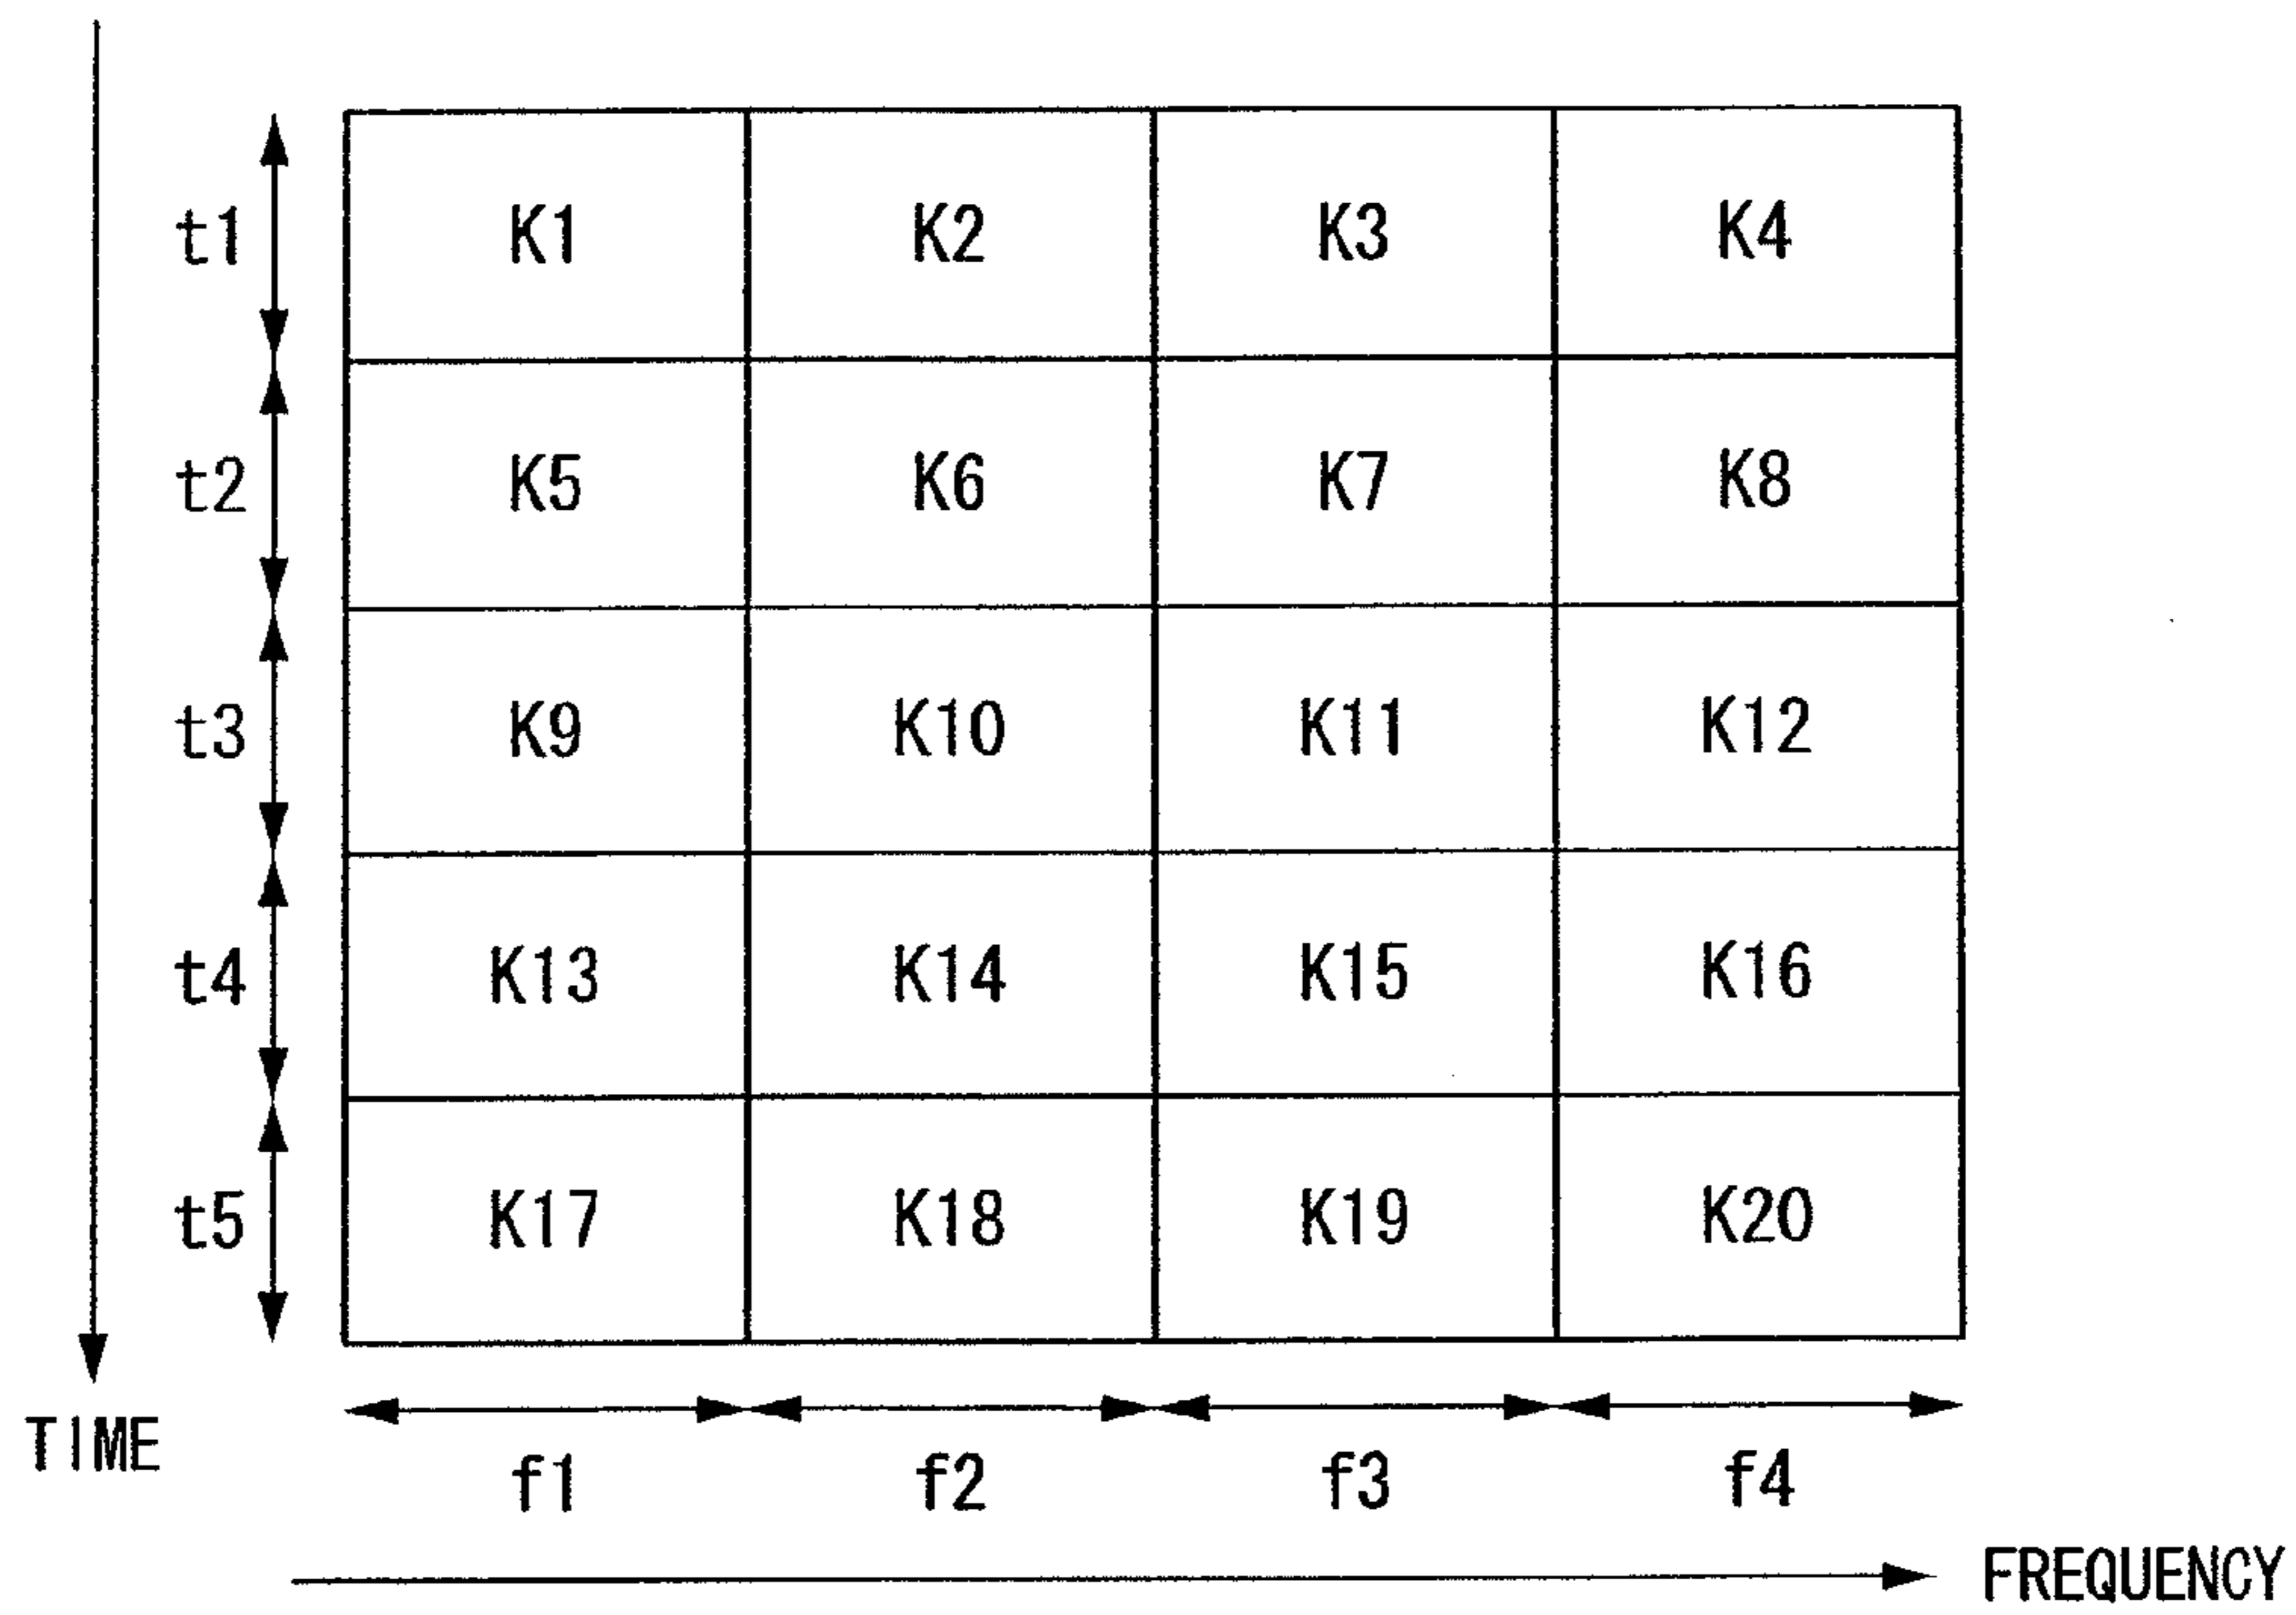 t1 K1 K2 K3 K4
t2 K5 K6 K7 K8
t3 K9 K10 K11 K12
t4 K13 K14 K15 K16
t5 K17 K18 K19 K20
TIME
f1 f2 f3 f4
FREQUENCY